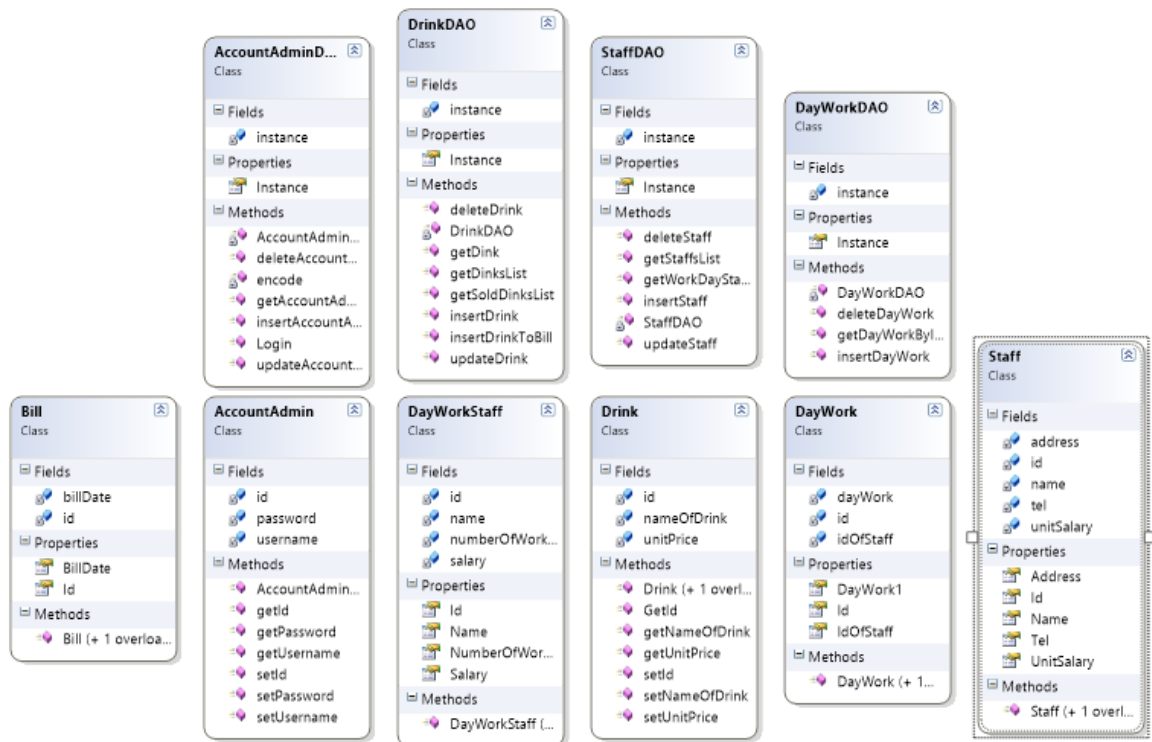 AccountAdminD...
Class
Fields
instance
Properties
Instance
Methods
AccountAdmin...
deleteAccount...
encode
getAccountAd...
insertAccountA...
Login
updateAccount...
DrinkDAO
Class
Fields
instance
Properties
Instance
Methods
deleteDrink
DrinkDAO
getDink
getDinksList
getSoldDinksList
insertDrink
insertDrinkToBill
updateDrink
StaffDAO
Class
Fields
instance
Properties
Instance
Methods
deleteStaff
getStaffsList
getWorkDaySta...
insertStaff
StaffDAO
updateStaff
DayWorkDAO
Class
Fields
instance
Properties
Instance
Methods
DayWorkDAO
deleteDayWork
getDayWorkByI...
insertDayWork
Bill
Class
Fields
billDate
id
Properties
BillDate
Id
Methods
Bill (+ 1 overloa...
AccountAdmin
Class
Fields
id
password
username
Methods
AccountAdmin...
getId
getPassword
getUsername
setId
setPassword
setUsername
DayWorkStaff
Class
Fields
id
name
numberOfWork...
salary
Properties
Id
Name
NumberOfWor...
Salary
Methods
DayWorkStaff (...
Drink
Class
Fields
id
nameOfDrink
unitPrice
Methods
Drink (+ 1 overl...
GetId
getNameOfDrink
getUnitPrice
setId
setNameOfDrink
setUnitPrice
DayWork
Class
Fields
dayWork
id
idOfStaff
Properties
DayWork1
Id
IdOfStaff
Methods
DayWork (+ 1...
Staff
Class
Fields
address
id
name
tel
unitSalary
Properties
Address
Id
Name
Tel
UnitSalary
Methods
Staff (+ 1 overl...